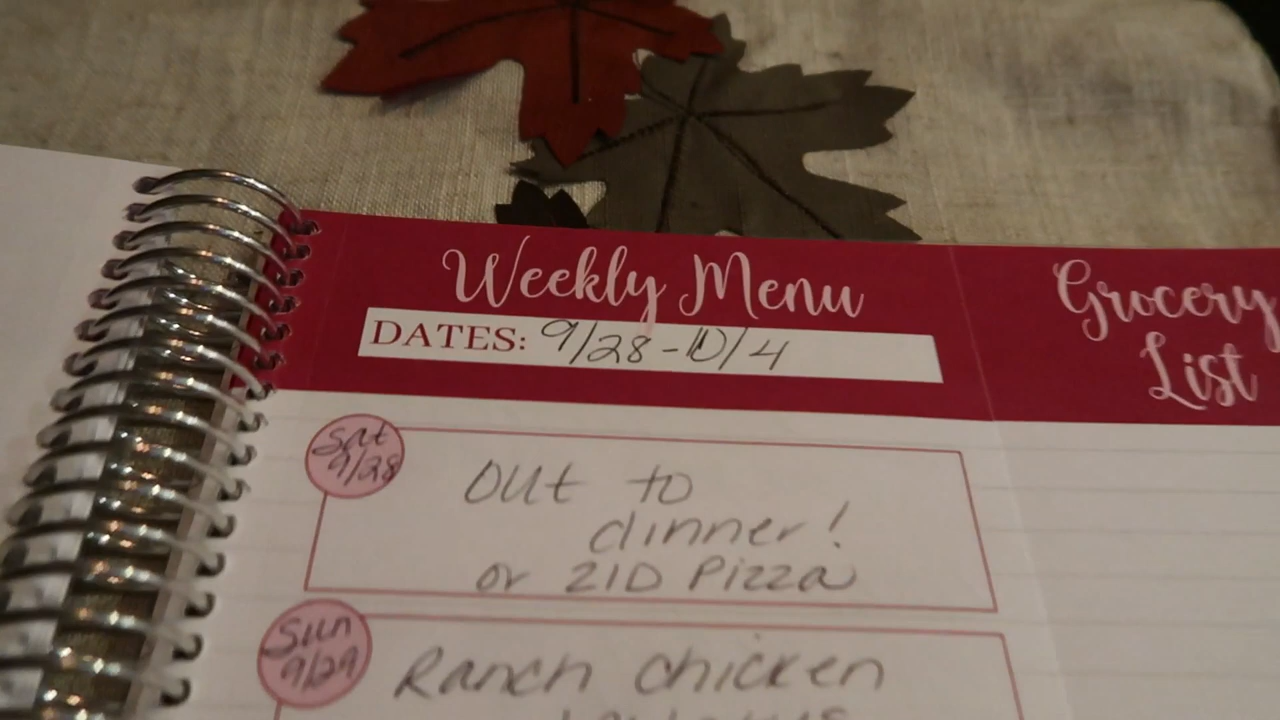 Weekly Menu
DATES: 9/28-10/4
Grocery
List
Sat
9/28
Out to
dinner!
or 21D Pizza
Sun
9/29
Ranch chicken